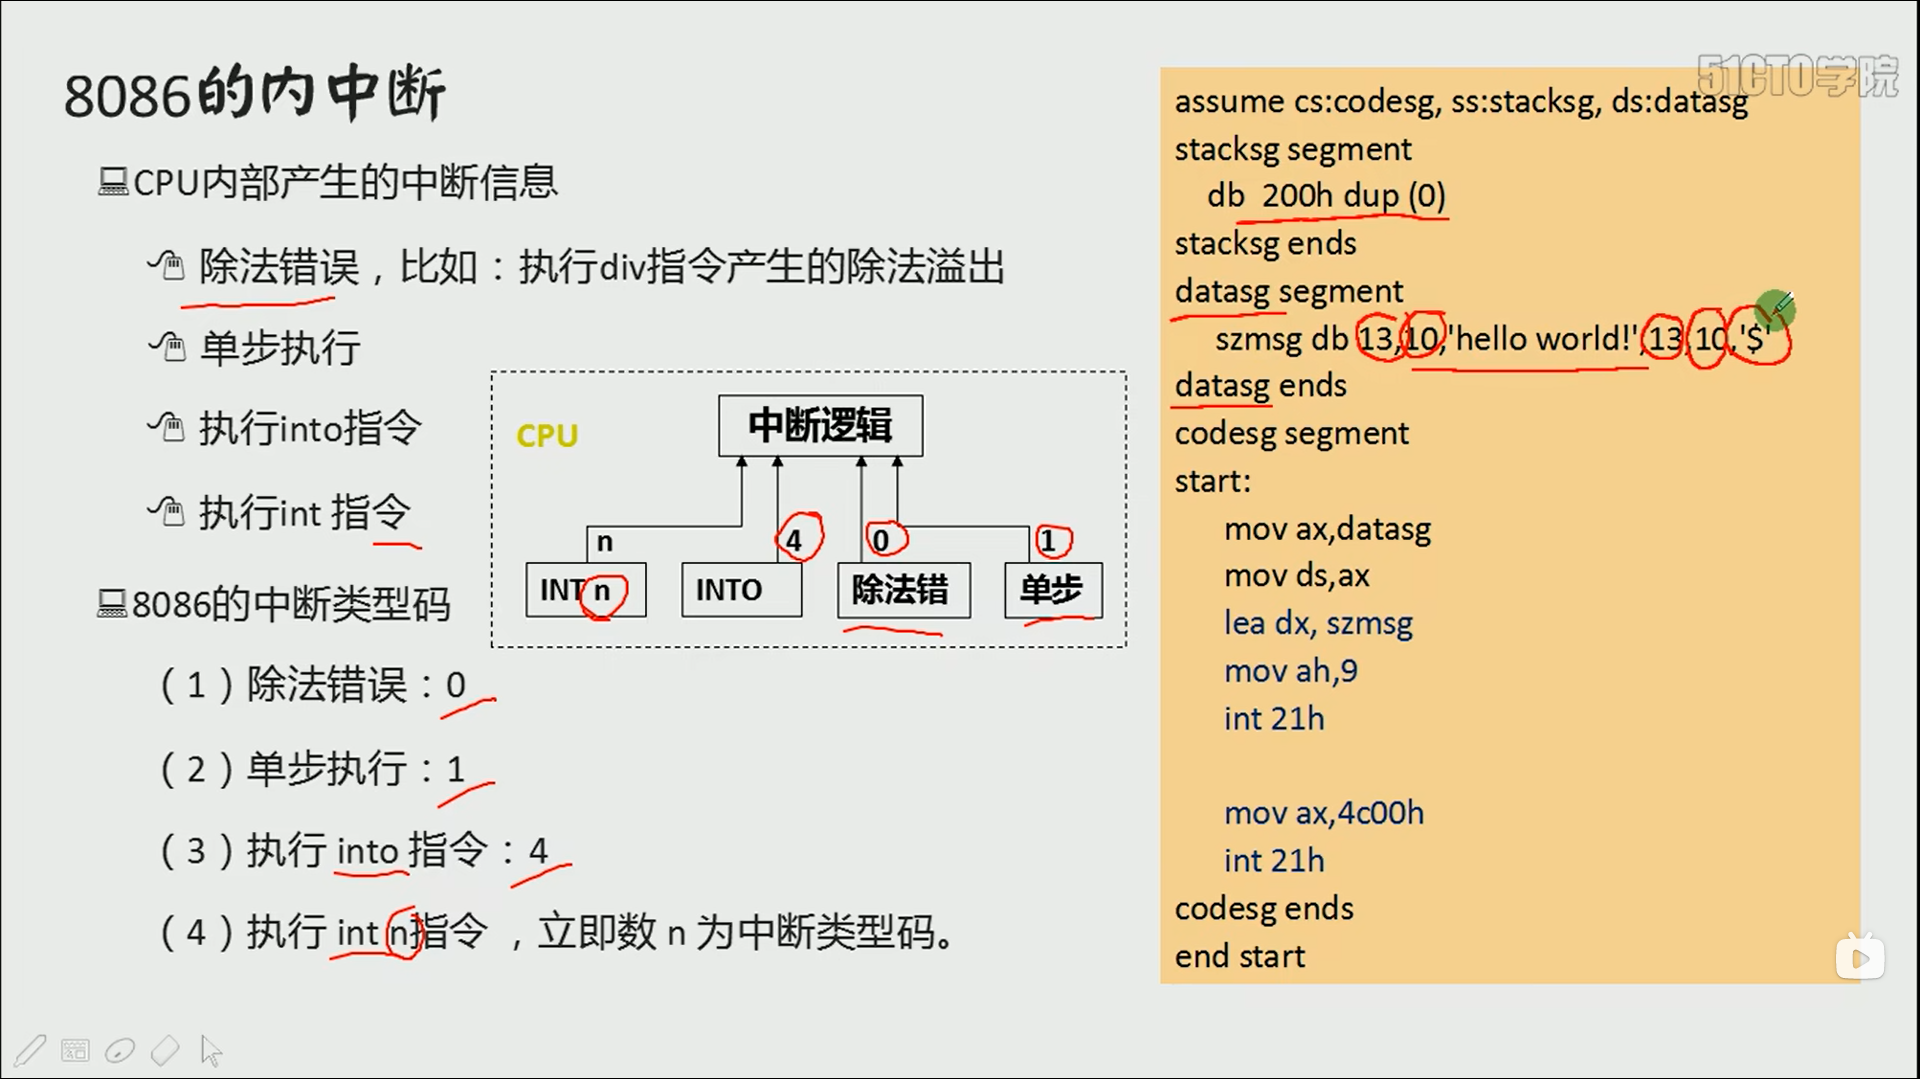 8086的内中断
CPU内部产生的中断信息
除法错误，比如：执行div指令产生的除法溢出
单步执行
执行into指令
执行int 指令
CPU
中断逻辑
n
4
0
1
INT n
INTO
除法错
单步
8086的中断类型码
（1）除法错误：0
（2）单步执行：1
（3）执行 into 指令：4
（4）执行 int n指令 ，立即数 n 为中断类型码。
51CTO学院
assume cs:codesg, ss:stacksg, ds:datasg
stacksg segment
db 200h dup (0)
stacksg ends
datasg segment
szmsg db 13,10,'hello world!',13,10,'$'
datasg ends
codesg segment
start:
mov ax,datasg
mov ds,ax
lea dx, szmsg
mov ah,9
int 21h
mov ax,4c00h
int 21h
codesg ends
end start